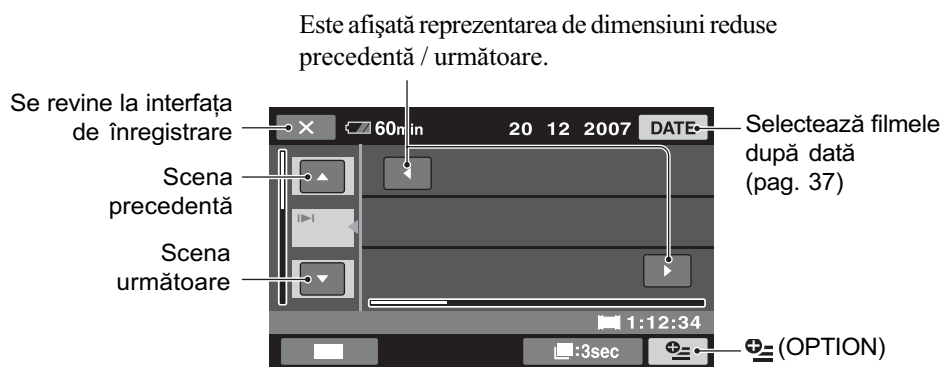 Este afişată reprezentarea de dimensiuni reduse
precedentă / următoare.
Se revine la interfaţa
de înregistrare
60min
20 12 2007
DATE
Selectează filmele
după dată
(pag. 37)
Scena
precedentă
Scena
următoare
1:12:34
:3sec
(OPTION)